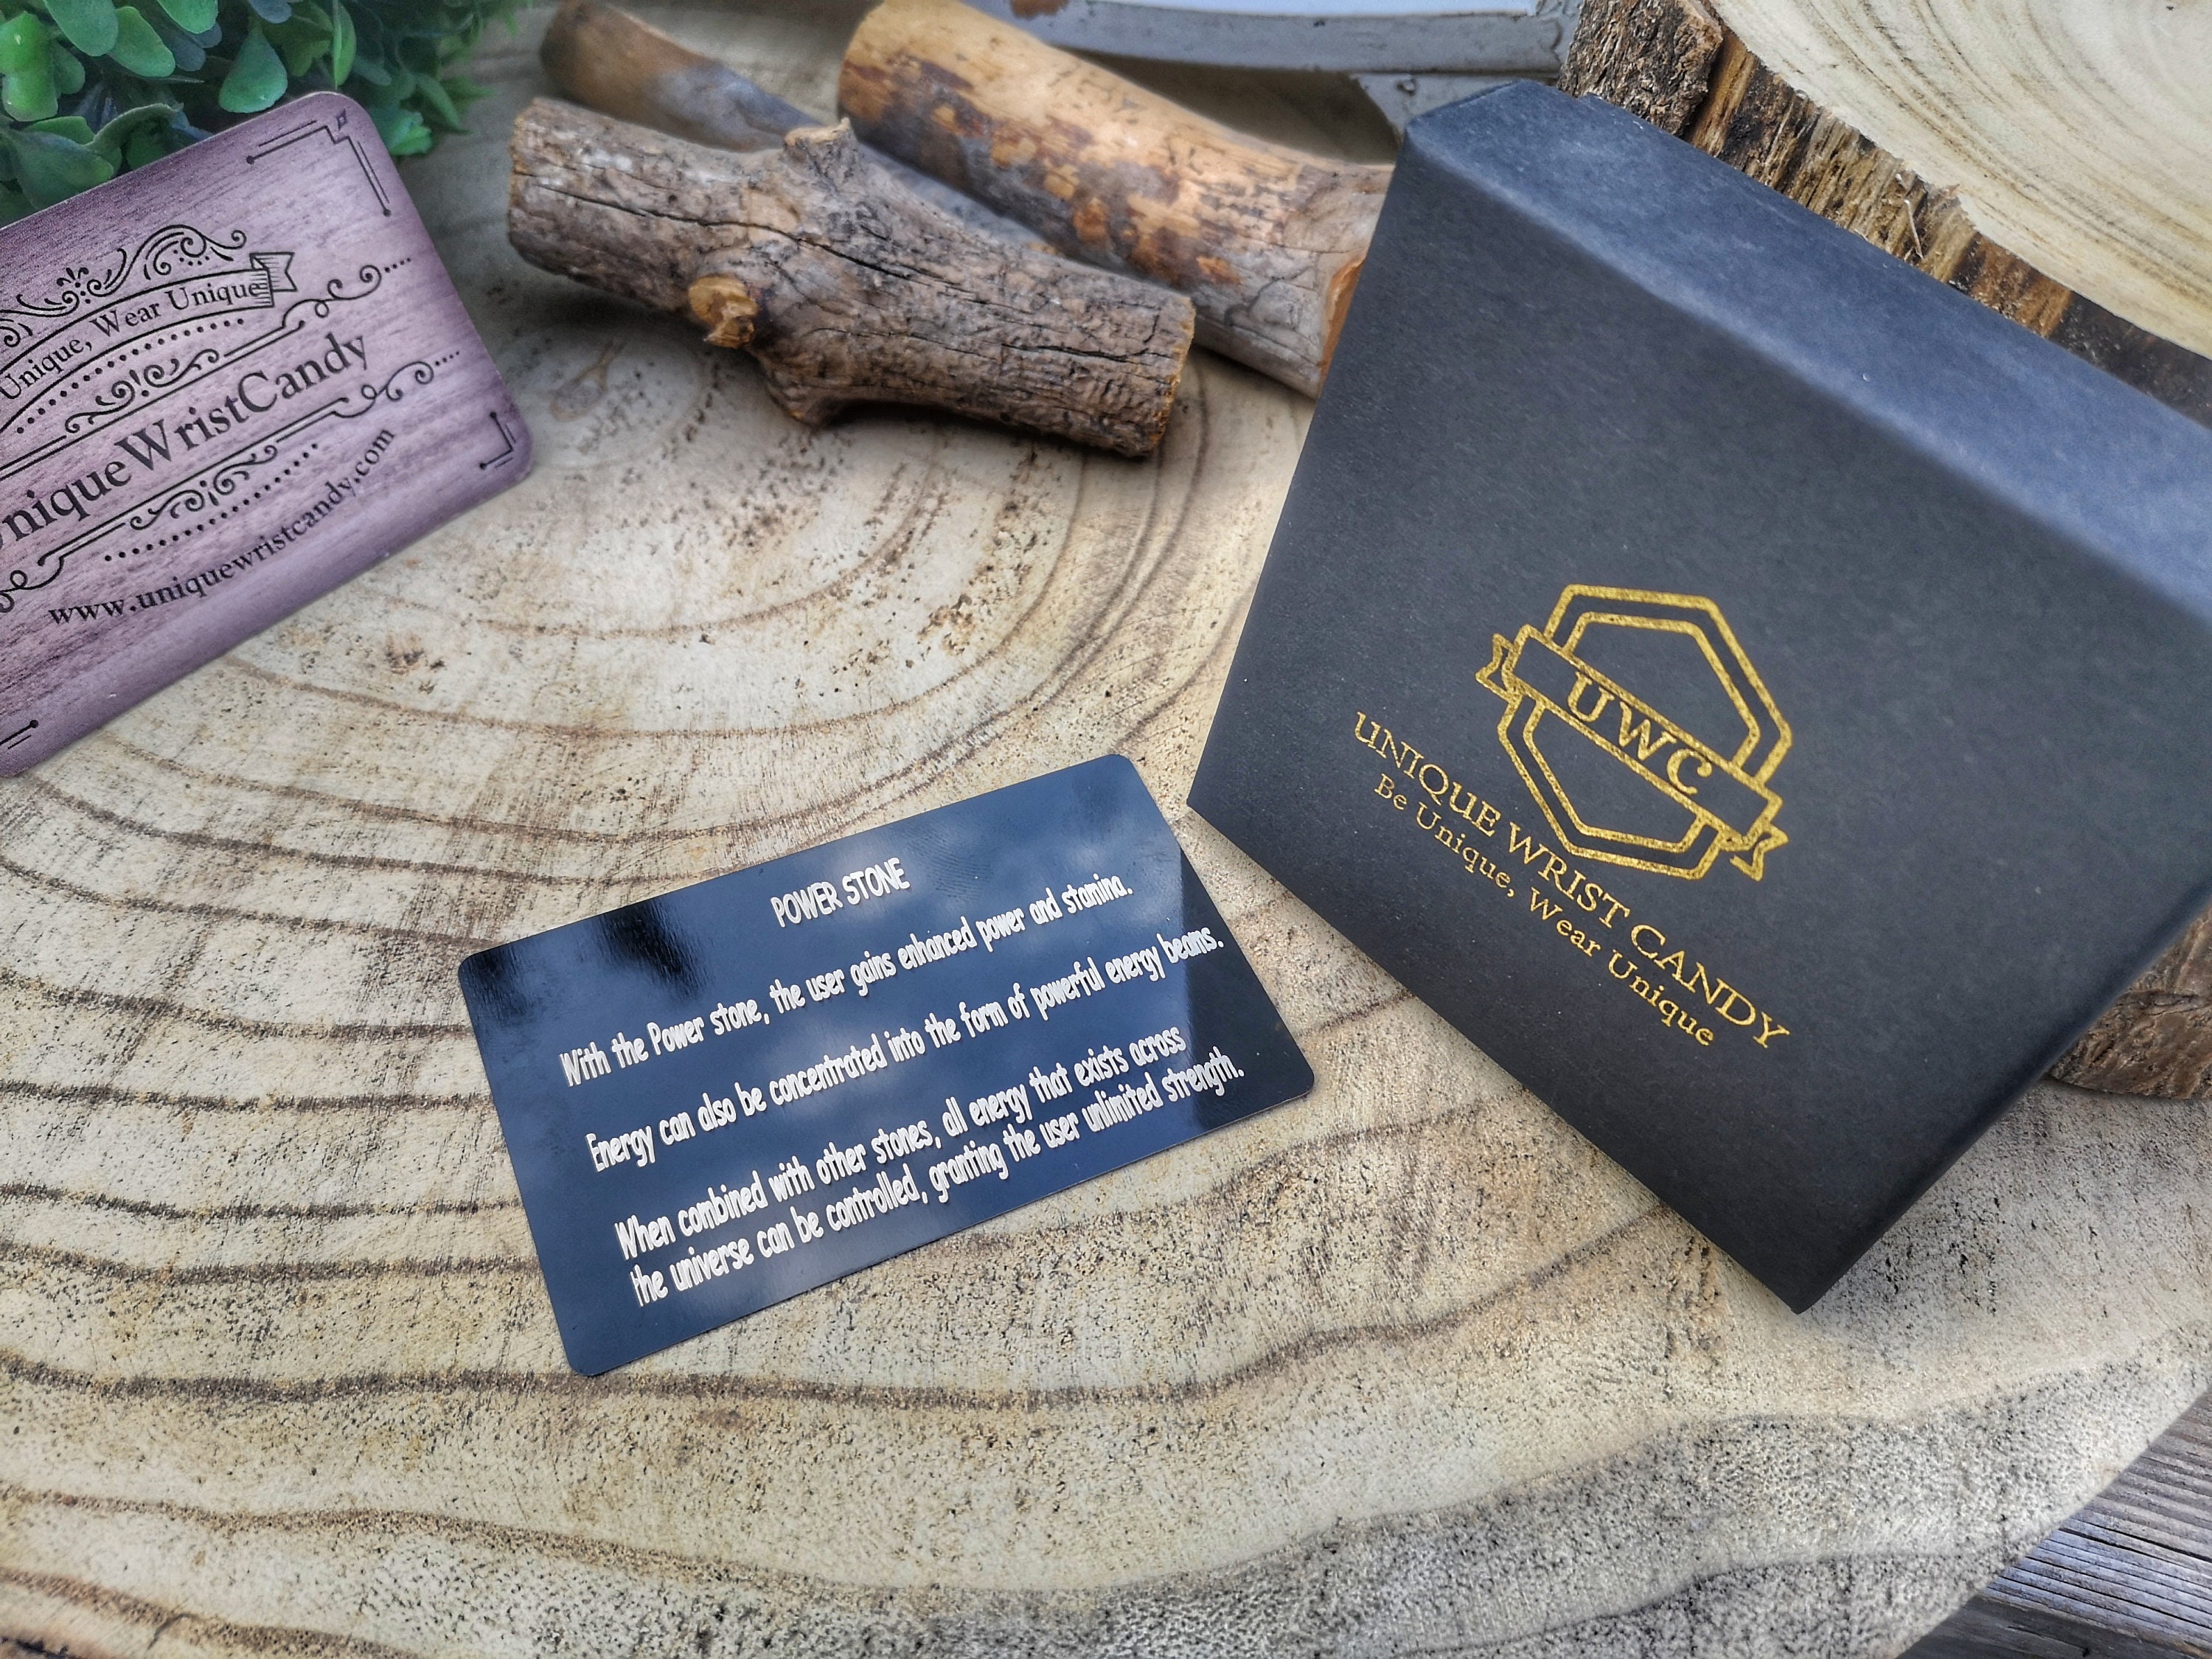 Unique, Wear Unique
UniqueWristCandy
www.uniquewristcandy.com
UWC
UNIQUE WRIST CANDY
Be Unique, Wear Unique
POWER STONE
With the Power stone, the user gains enhanced power and stamina.
Energy can also be concentrated into the form of powerful energy beams.
When combined with other stones, all energy that exists across
the universe can be controlled, granting the user unlimited strength.